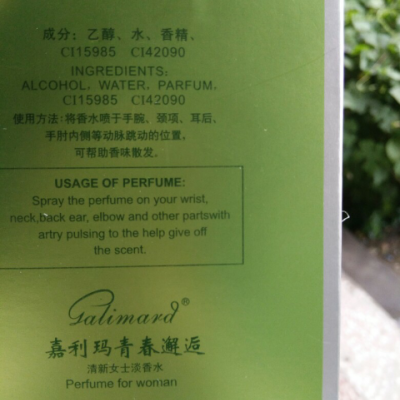 成分：乙醇、水、香精、
CI15985 CI42090
INGREDIENTS:
ALCOHOL, WATER, PARFUM,
CI15985 CI42090
使用方法：将香水喷于手腕、颈项、耳后、
手肘内侧等动脉跳动的位置，
可帮助香味散发。
USAGE OF PERFUME:
Spray the perfume on your wrist,
neck,back ear, elbow and other partswith
artry pulsing to the help give off
the scent.
Galimard®
嘉利玛青春邂逅
清新女士淡香水
Perfume for woman